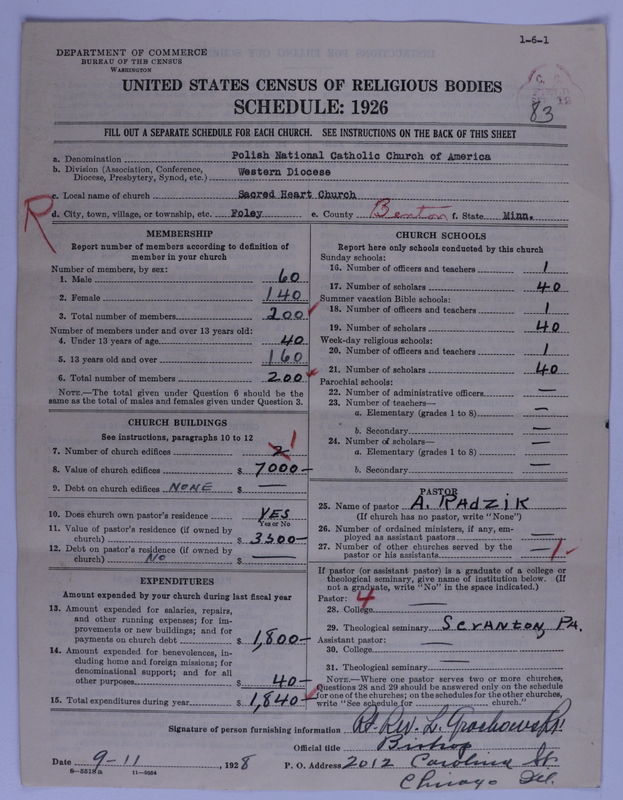 1-6-1
DEPARTMENT OF COMMERCE
BUREAU OF THE CENSUS
WASHINGTON
UNITED STATES CENSUS OF RELIGIOUS BODIES
SCHEDULE: 1926
83
FILL OUT A SEPARATE SCHEDULE FOR EACH CHURCH. SEE INSTRUCTIONS ON THE BACK OF THIS SHEET
a. Denomination Polish National Catholic Church of America
b. Division (Association, Conference, Diocese, Presbytery, Synod, etc.) Western Diocese
c. Local name of church Sacred Heart Church
R
d. City, town, village, or township, etc. Foley e. County Benton f. State Minn.
MEMBERSHIP
Report number of members according to definition of
member in your church
Number of members, by sex:
1. Male 60
2. Female 140
3. Total number of members 200
Number of members under and over 13 years old:
4. Under 13 years of age 40
5. 13 years old and over 160
6. Total number of members 200
NOTE.—The total given under Question 6 should be
same as the total of males and females given under Question 3.
CHURCH BUILDINGS
See instructions, paragraphs 10 to 12
7. Number of church edifices 2 1
8. Value of church edifices $ 7000—
9. Debt on church edifices NONE $ —
10. Does church own pastor's residence YES
Yes or No
11. Value of pastor's residence (if owned by
church) $ 3500—
12. Debt on pastor's residence (if owned by
church) No $ —
EXPENDITURES
Amount expended by your church during last fiscal year
13. Amount expended for salaries, repairs,
and other running expenses; for im-
provements or new buildings; and for
payments on church debt $ 1,800—
14. Amount expended for benevolences, in-
cluding home and foreign missions; for
denominational support; and for all
other purposes $ 40—
15. Total expenditures during year $ 1,840—
CHURCH SCHOOLS
Report here only schools conducted by this church
Sunday schools:
16. Number of officers and teachers 1
17. Number of scholars 40
Summer vacation Bible schools:
18. Number of officers and teachers 1
19. Number of scholars 40
Week-day religious schools:
20. Number of officers and teachers 1
21. Number of scholars 40
Parochial schools:
22. Number of administrative officers —
23. Number of teachers—
a. Elementary (grades 1 to 8) —
b. Secondary —
24. Number of scholars—
a. Elementary (grades 1 to 8) —
b. Secondary —
PASTOR
25. Name of pastor A. RADZIK
(If church has no pastor, write "None")
26. Number of ordained ministers, if any, em-
ployed as assistant pastors —
27. Number of other churches served by the
pastor or his assistants. — 1-
If pastor (or assistant pastor) is a graduate of a college or
theological seminary, give name of institution below. (If
not a graduate, write "No" in the space indicated.)
Pastor: 4
28. College —
29. Theological seminary SCRANTON PA.
Assistant pastor: —
30. College —
31. Theological seminary —
NOTE.—Where one pastor serves two or more churches,
Questions 28 and 29 should be answered only on the schedule
for one of the churches; on the schedules for the other churches,
write "See schedule for church."
Signature of person furnishing information Rt. Rev. L. Grochowski
Official title Bishop
Date 9-11, 1928 P. O. Address 2012 Carolina St.
8-5518a 11-9554 Chicago Ill.